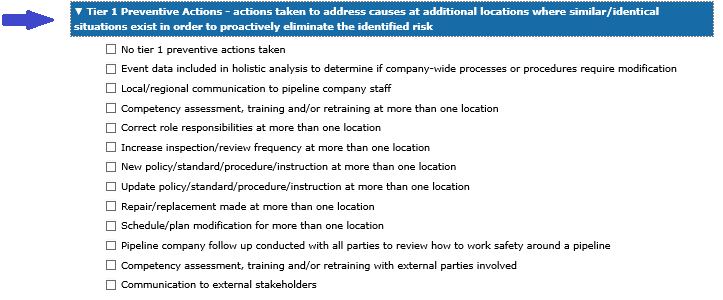 ▼ Tier 1 Preventive Actions - actions taken to address causes at additional locations where similar/identical
situations exist in order to proactively eliminate the identified risk
No tier 1 preventive actions taken
Event data included in holistic analysis to determine if company-wide processes or procedures require modification
Local/regional communication to pipeline company staff
Competency assessment, training and/or retraining at more than one location
Correct role responsibilities at more than one location
Increase inspection/review frequency at more than one location
New policy/standard/procedure/instruction at more than one location
Update policy/standard/procedure/instruction at more than one location
Repair/replacement made at more than one location
Schedule/plan modification for more than one location
Pipeline company follow up conducted with all parties to review how to work safety around a pipeline
Competency assessment, training and/or retraining with external parties involved
Communication to external stakeholders